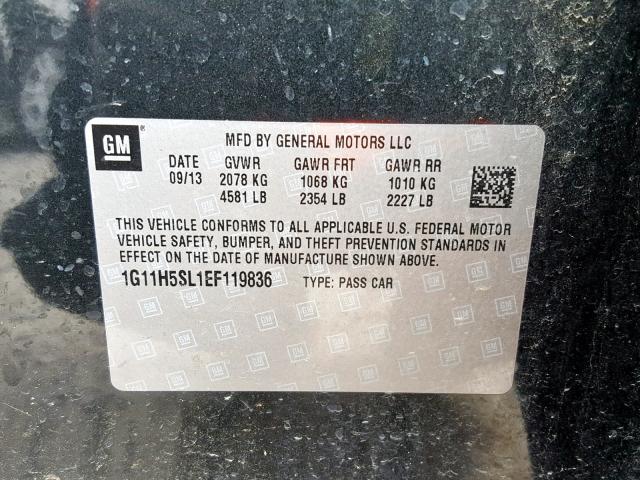 GM ®
MFD BY GENERAL MOTORS LLC
DATE GVWR GAWR FRT GAWR RR
09/13 2078 KG 1068 KG 1010 KG
4581 LB 2354 LB 2227 LB
THIS VEHICLE CONFORMS TO ALL APPLICABLE U.S. FEDERAL MOTOR
VEHICLE SAFETY, BUMPER, AND THEFT PREVENTION STANDARDS IN
EFFECT ON THE DATE OF MANUFACTURE SHOWN ABOVE.
1G11H5SL1EF119836 TYPE: PASS CAR